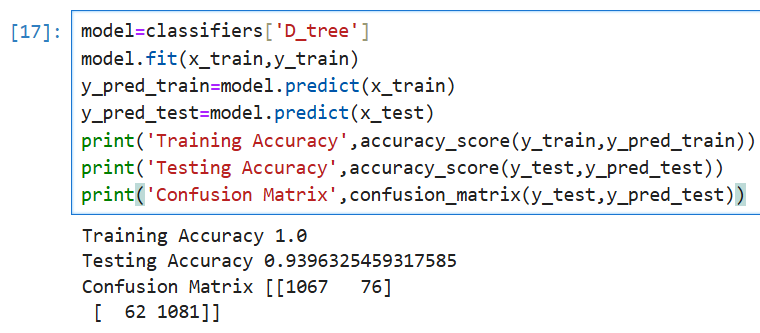 [17]: model=classifiers['D_tree']
model.fit(x_train,y_train)
y_pred_train=model.predict(x_train)
y_pred_test=model.predict(x_test)
print('Training Accuracy',accuracy_score(y_train,y_pred_train))
print('Testing Accuracy',accuracy_score(y_test,y_pred_test))
print('Confusion Matrix',confusion_matrix(y_test,y_pred_test))
Training Accuracy 1.0
Testing Accuracy 0.9396325459317585
Confusion Matrix [[1067   76]
 [  62 1081]]